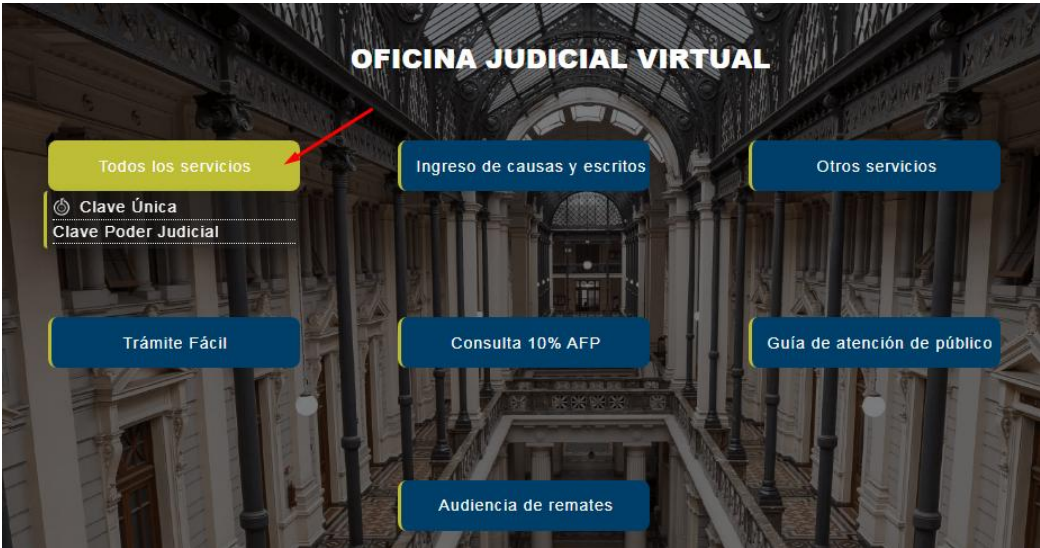 OFICINA JUDICIAL VIRTUAL
Todos los servicios
Clave Única
Clave Poder Judicial
Ingreso de causas y escritos
Otros servicios
Trámite Fácil
Consulta 10% AFP
Guía de atención de público
Audiencia de remates